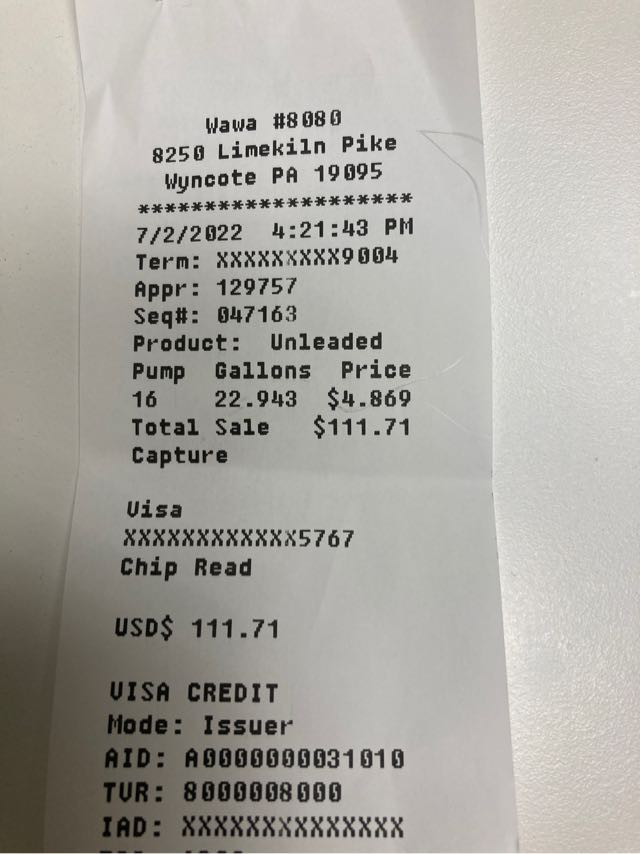 Wawa #8080
8250 Limekiln Pike
Wyncote PA 19095
********************
7/2/2022 4:21:43 PM
Term: XXXXXXXXX9004
Appr: 129757
Seq#: 047163
Product: Unleaded
Pump Gallons Price
16 22.943 $4.869
Total Sale $111.71
Capture
Visa
XXXXXXXXXXXX5767
Chip Read
USD$ 111.71
VISA CREDIT
Mode: Issuer
AID: A0000000031010
TVR: 8000008000
IAD: XXXXXXXXXXXXXX